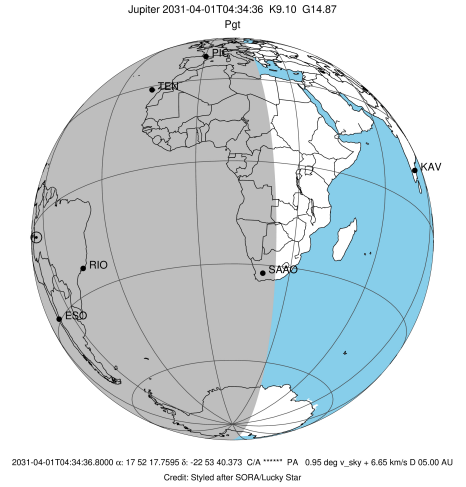 Jupiter 2031-04-01T04:34:36 K9.10 G14.87
Pgt
PIC
TEN
KAV
RIO
SAAO
ESO
2031-04-01T04:34:36.8000 α: 17 52 17.7595 δ: -22 53 40.373 C/A ****** PA 0.95 deg v_sky + 6.65 km/s D 05.00 AU
Credit: Styled after SORA/Lucky Star